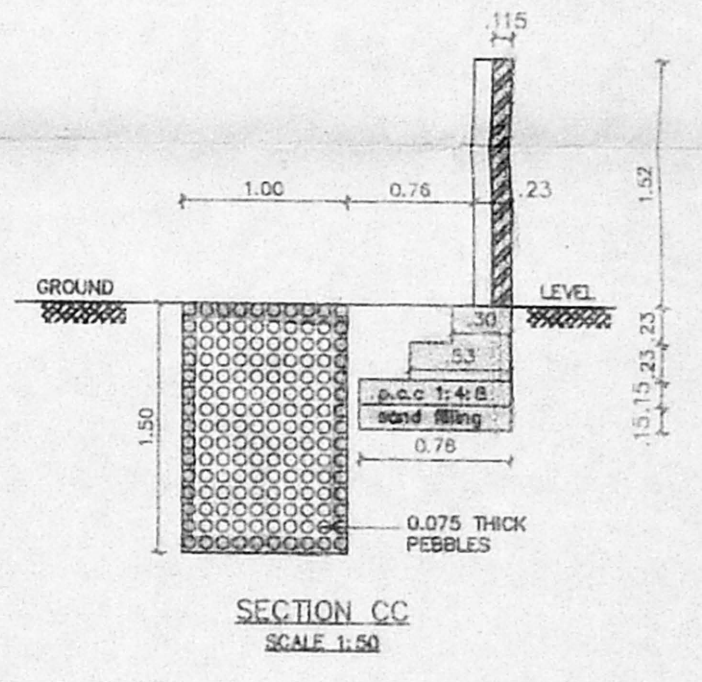 .115
1.00
0.76
.23
1.52
GROUND
LEVEL
.30
.23
.53
.23
p.c.c 1:4:8
.15
sand filling
.15
0.76
1.50
0.075 THICK
PEBBLES
SECTION CC
SCALE 1:50